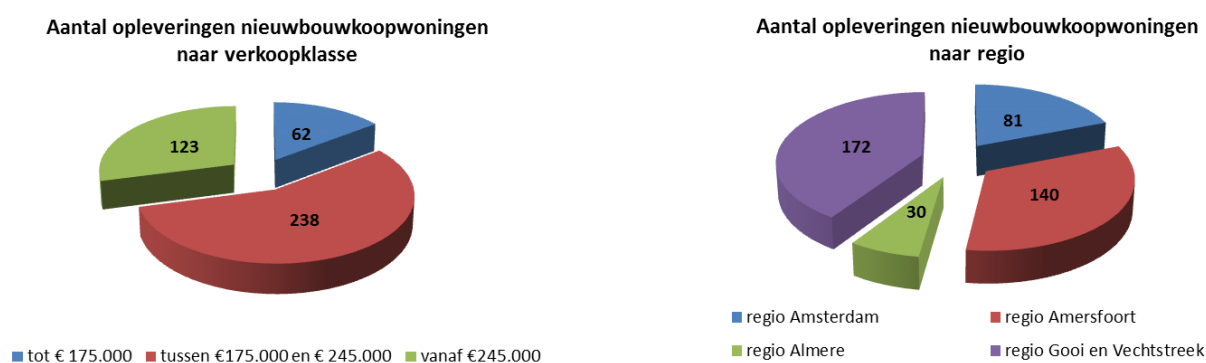 Aantal opleveringen nieuwbouwkoopwoningen
naar verkoopklasse
62
123
238
tot € 175.000 tussen €175.000 en € 245.000 vanaf €245.000
Aantal opleveringen nieuwbouwkoopwoningen
naar regio
81
172
140
30
regio Amsterdam regio Amersfoort
regio Almere regio Gooi en Vechtstreek